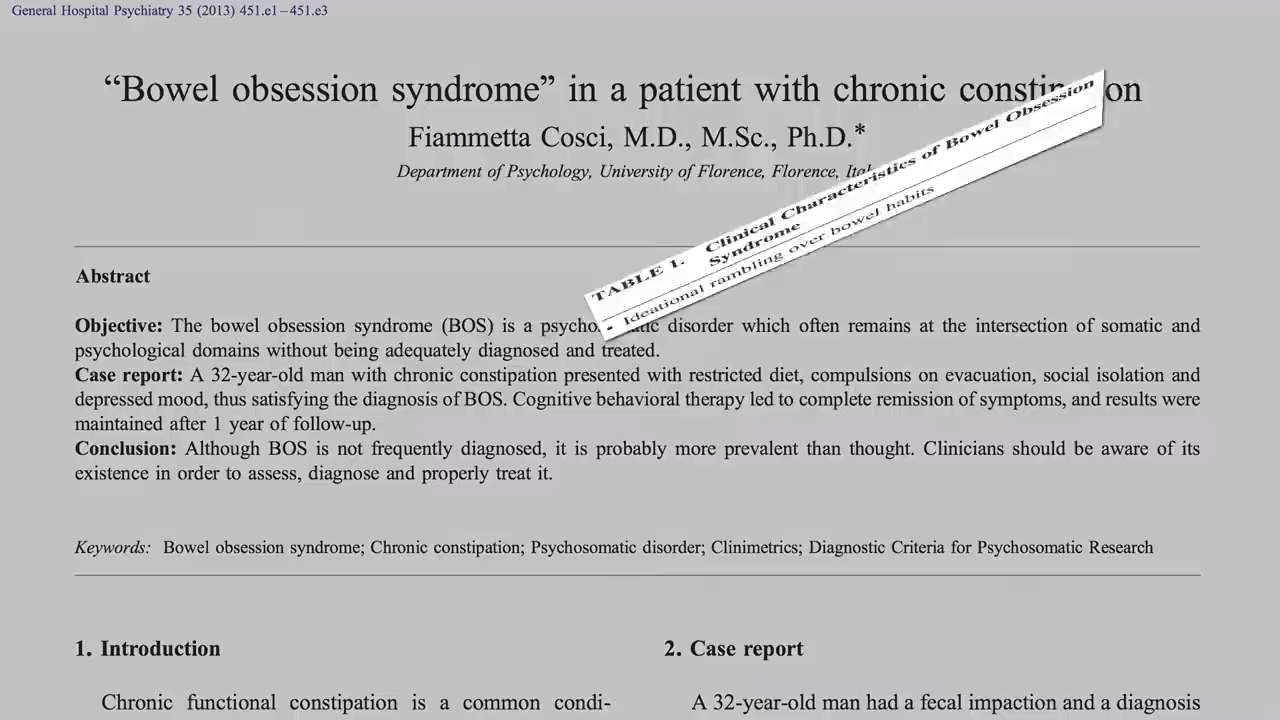 General Hospital Psychiatry 35 (2013) 451.e1–451.e3
“Bowel obsession syndrome” in a patient with chronic on
Fiammetta Cosci, M.D., M.Sc., Ph.D.*
Department of Psychology, University of Florence, Florence,
TABLE 1. Clinical Characteristics of Bowel Obsession
Syndrome
• Ideational rambling over bowel habits
Abstract
Objective: The bowel obsession syndrome (BOS) is a disorder which often remains at the intersection of somatic and
psychological domains without being adequately diagnosed and treated.
Case report: A 32-year-old man with chronic constipation presented with restricted diet, compulsions on evacuation, social isolation and
depressed mood, thus satisfying the diagnosis of BOS. Cognitive behavioral therapy led to complete remission of symptoms, and results were
maintained after 1 year of follow-up.
Conclusion: Although BOS is not frequently diagnosed, it is probably more prevalent than thought. Clinicians should be aware of its
existence in order to assess, diagnose and properly treat it.
Keywords: Bowel obsession syndrome; Chronic constipation; Psychosomatic disorder; Clinimetrics; Diagnostic Criteria for Psychosomatic Research
1. Introduction
Chronic functional constipation is a common condi-
2. Case report
A 32-year-old man had a fecal impaction and a diagnosis